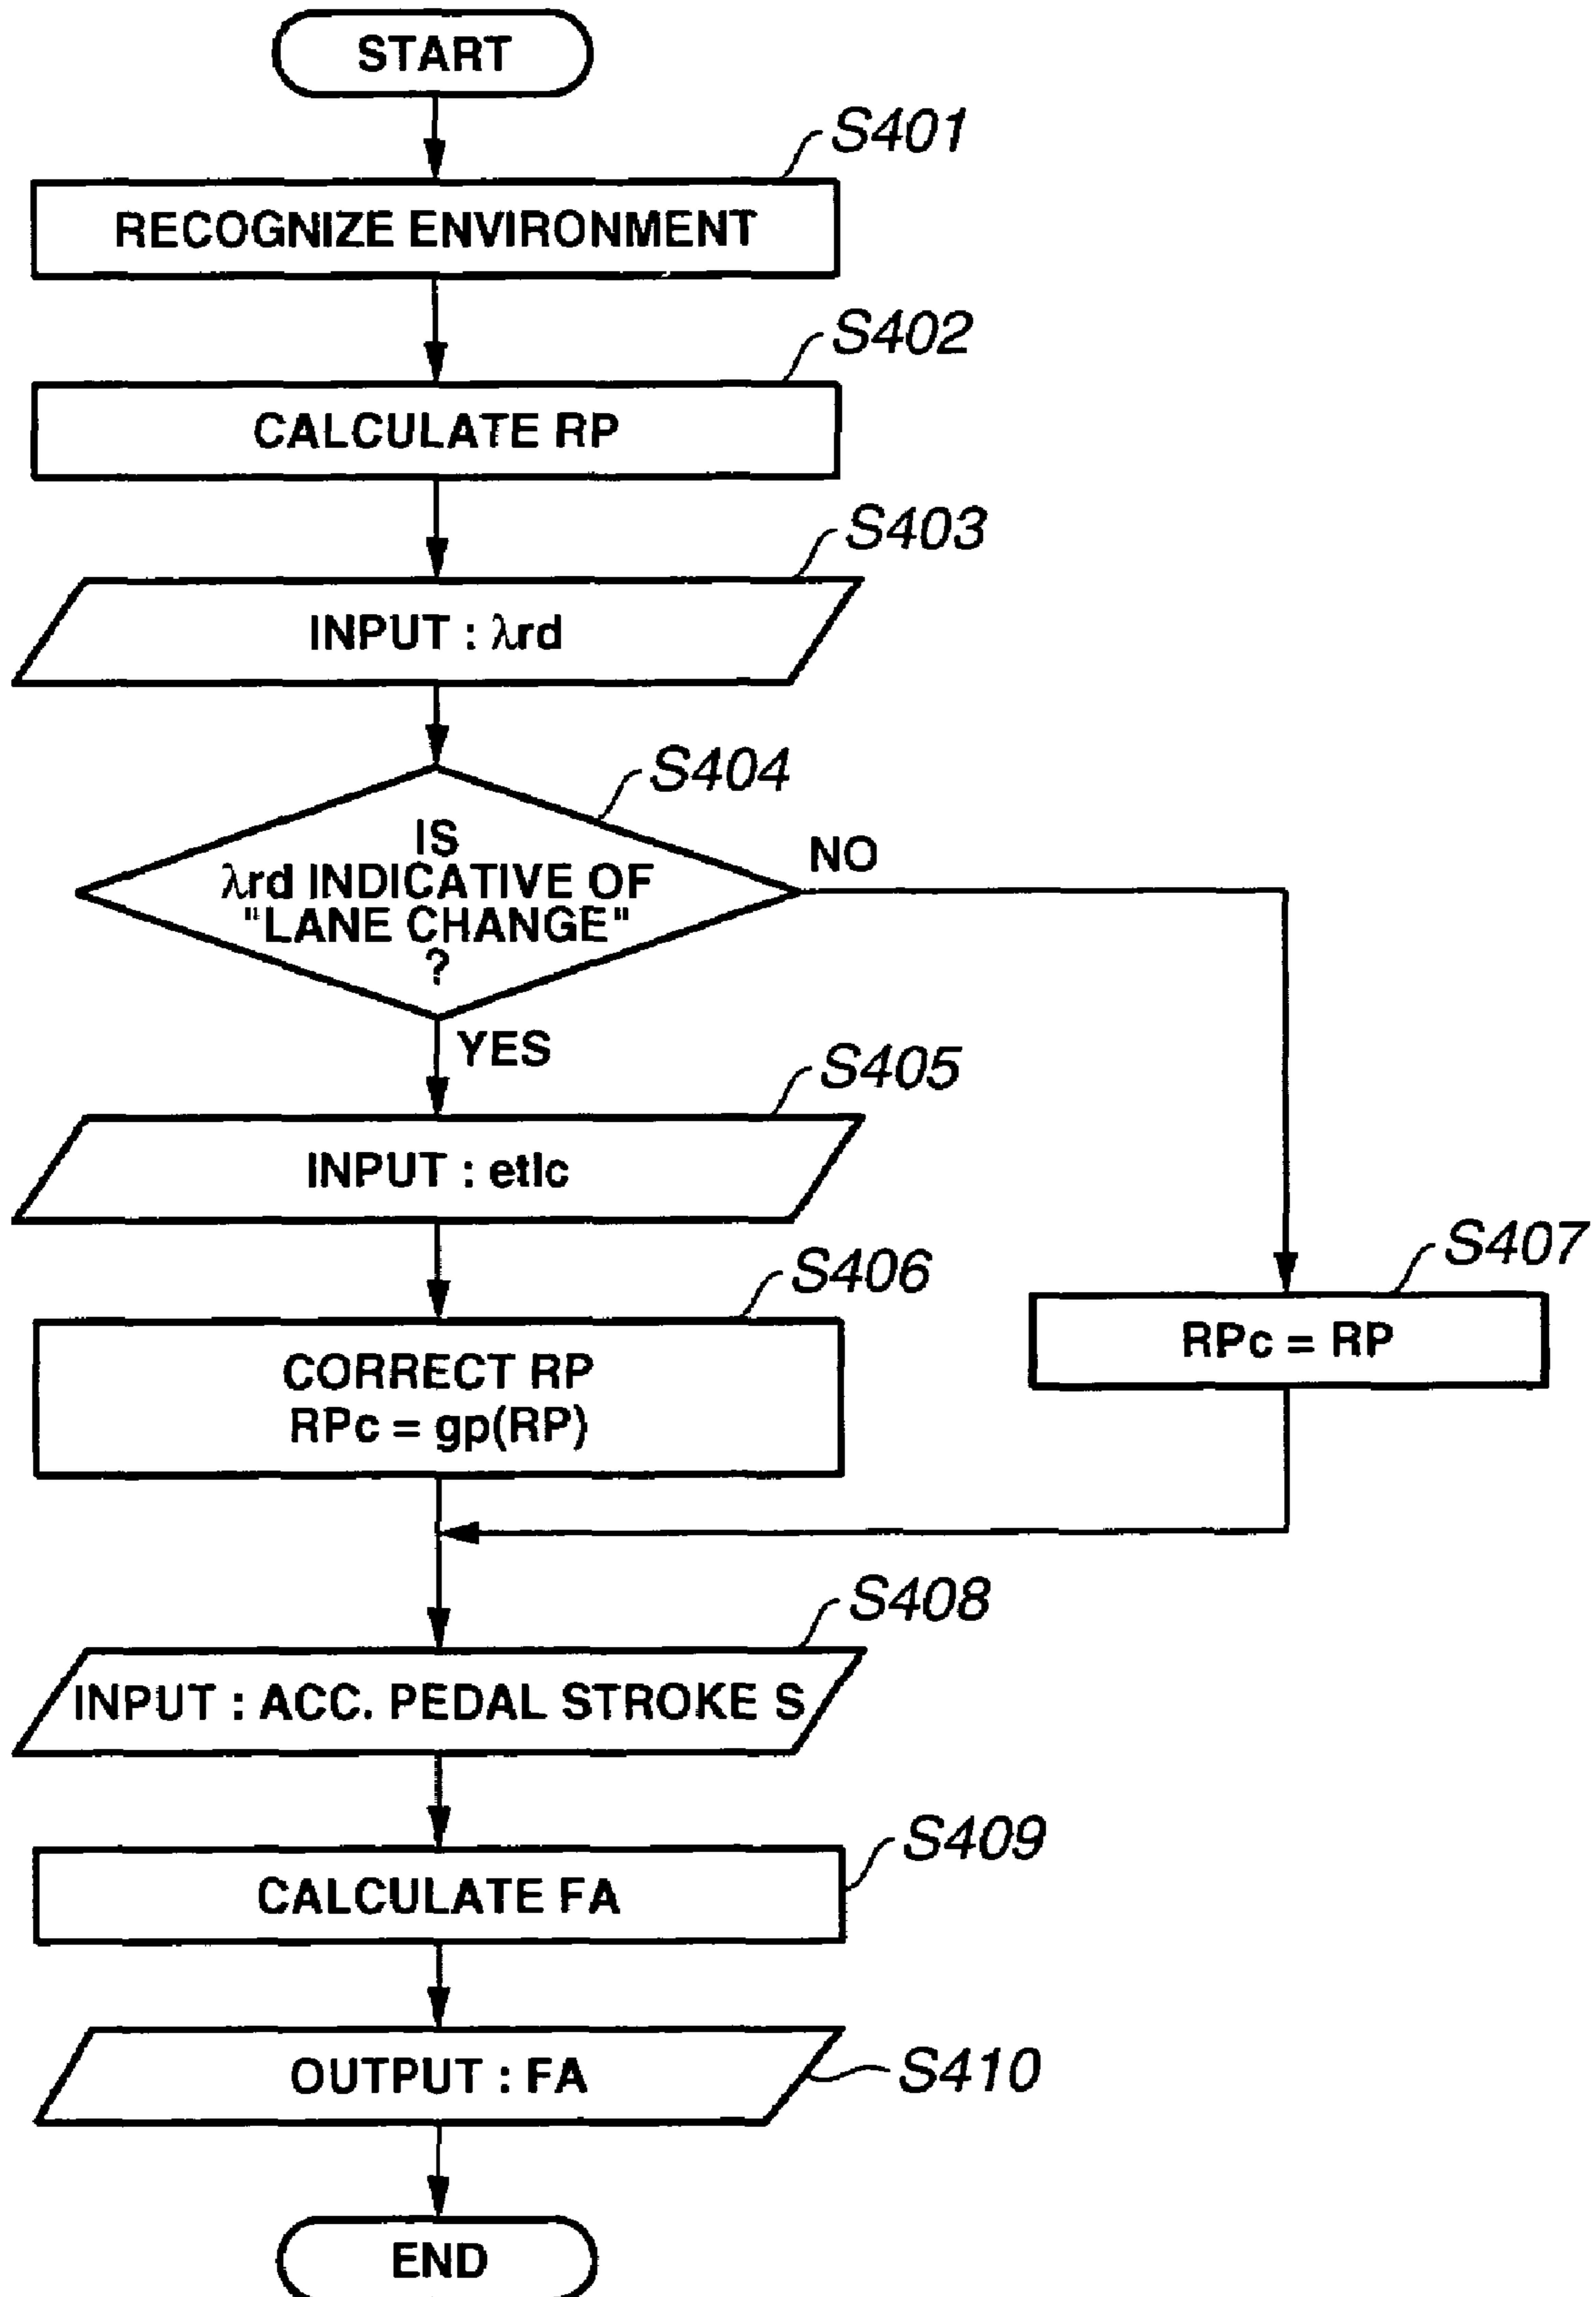 START
S401
RECOGNIZE ENVIRONMENT
S402
CALCULATE RP
S403
INPUT : λrd
S404
IS
λrd INDICATIVE OF
"LANE CHANGE"
?
NO
YES
S405
INPUT : etlc
S406
CORRECT RP
RPc = gp(RP)
S407
RPc = RP
S408
INPUT : ACC. PEDAL STROKE S
S409
CALCULATE FA
OUTPUT : FA
S410
END